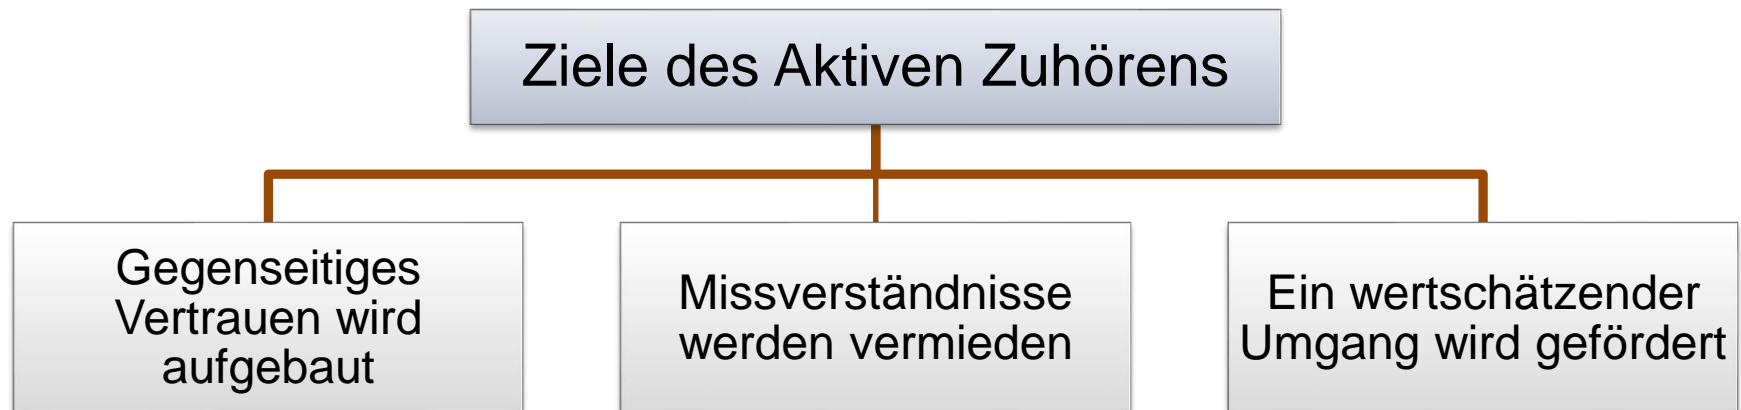 Ziele des Aktiven Zuhörens
Gegenseitiges
Vertrauen wird
aufgebaut
Missverständnisse
werden vermieden
Ein wertschätzender
Umgang wird gefördert